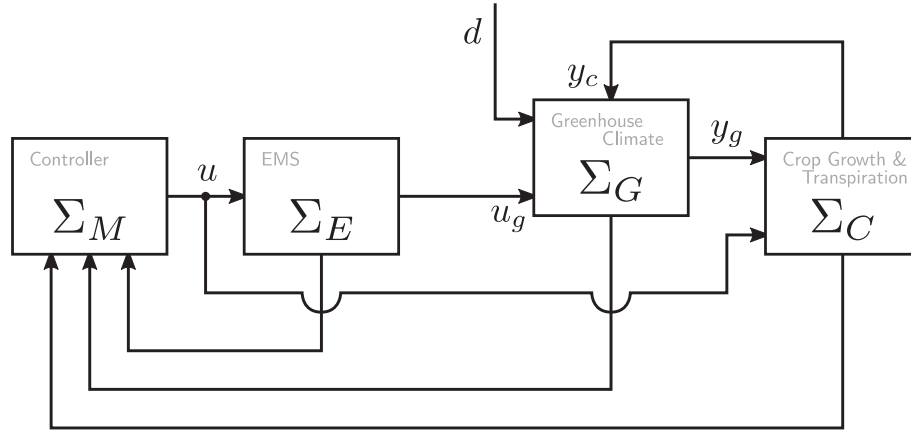 d
y_c
Greenhouse
Climate
Σ_G
y_g
Controller
Σ_M
u
EMS
Σ_E
u_g
Crop Growth &
Transpiration
Σ_C